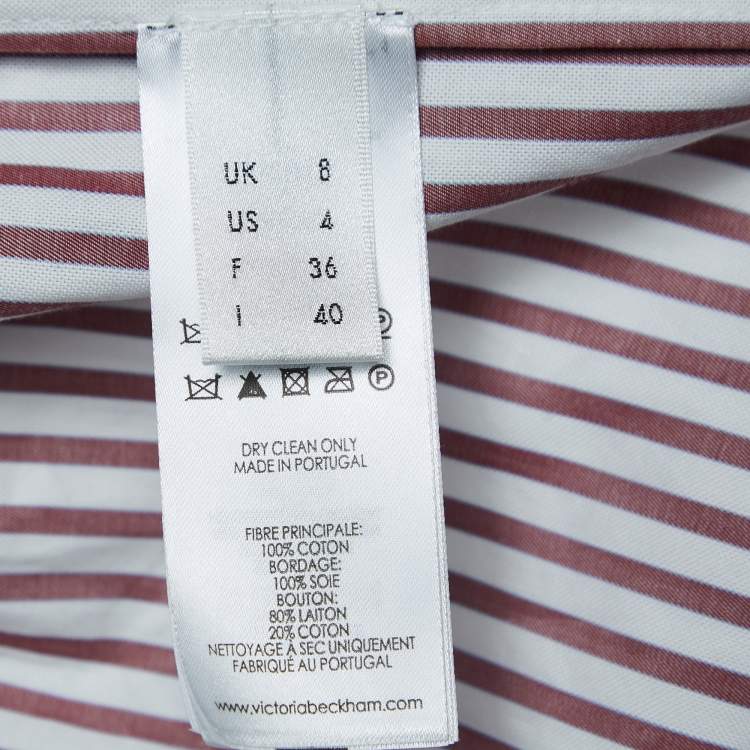 UK 8
US 4
F 36
I 40
P
P
DRY CLEAN ONLY
MADE IN PORTUGAL
FIBRE PRINCIPALE:
100% COTON
BORDAGE:
100% SOIE
BOUTON:
80% LAITON
20% COTON
NETTOYAGE À SEC UNIQUEMENT
FABRIQUÉ AU PORTUGAL
www.victoriabeckham.com